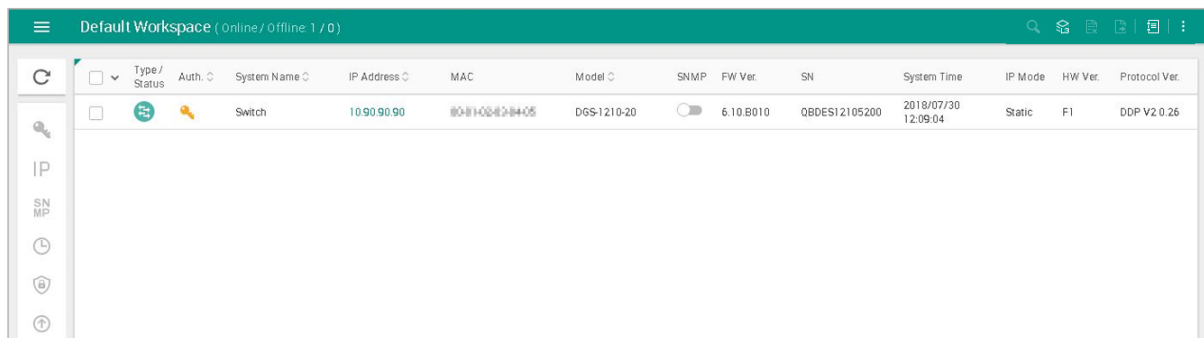 Default Workspace ( Online / Offline: 1 / 0 )
Type / Status Auth. System Name IP Address MAC Model SNMP FW Ver. SN System Time IP Mode HW Ver. Protocol Ver.
Switch 10.90.90.90 DGS-1210-20 6.10.B010 QBDES12105200 2018/07/30 12:09:04 Static F1 DDP V2.0.26
IP
SN
MP